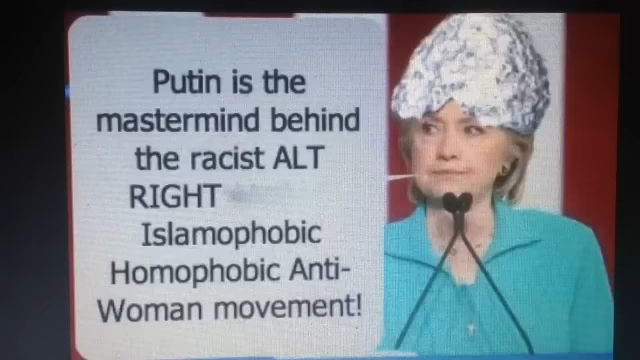 Putin is the
mastermind behind
the racist ALT
RIGHT
Islamophobic
Homophobic Anti-
Woman movement!